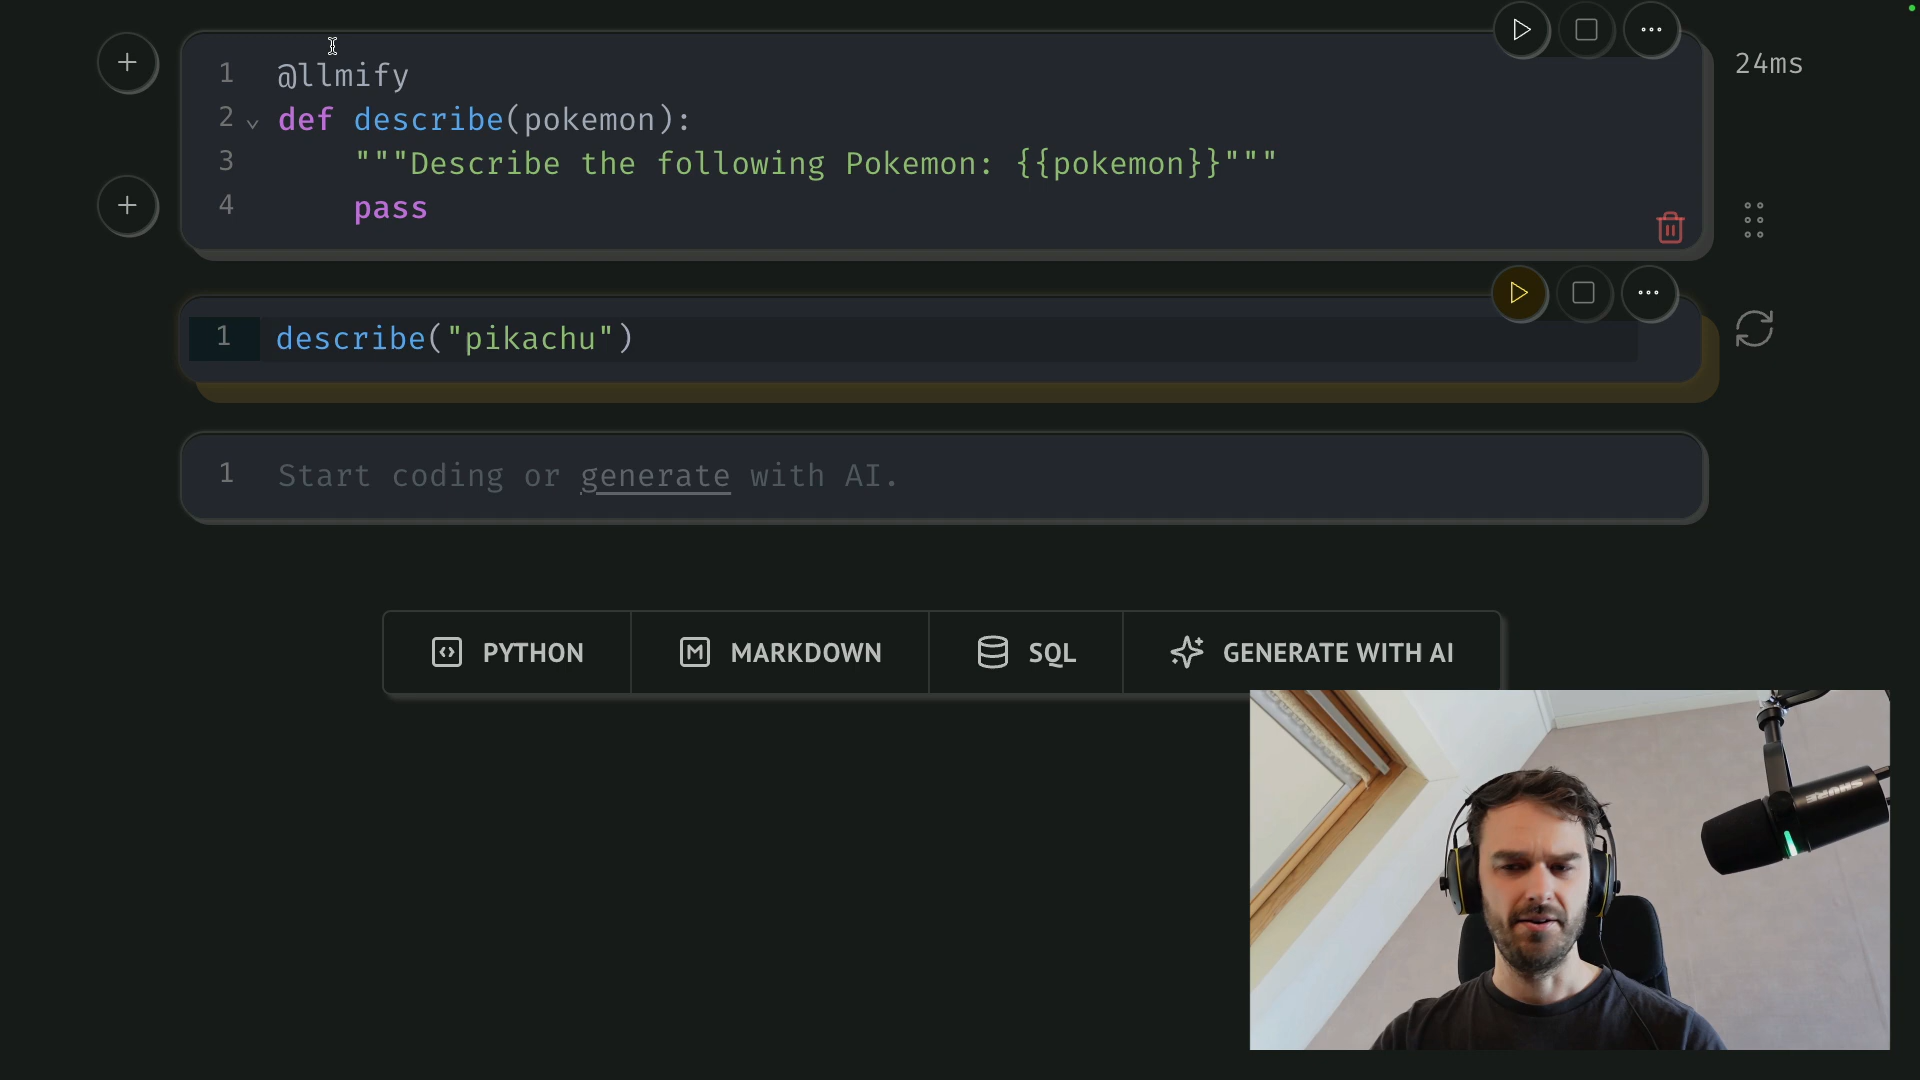 24ms
1 @llmify
2 def describe(pokemon):
3 """Describe the following Pokemon: {{pokemon}}"""
4 pass
1 describe("pikachu")
1 Start coding or generate with AI.
PYTHON MARKDOWN SQL GENERATE WITH AI
SHURE